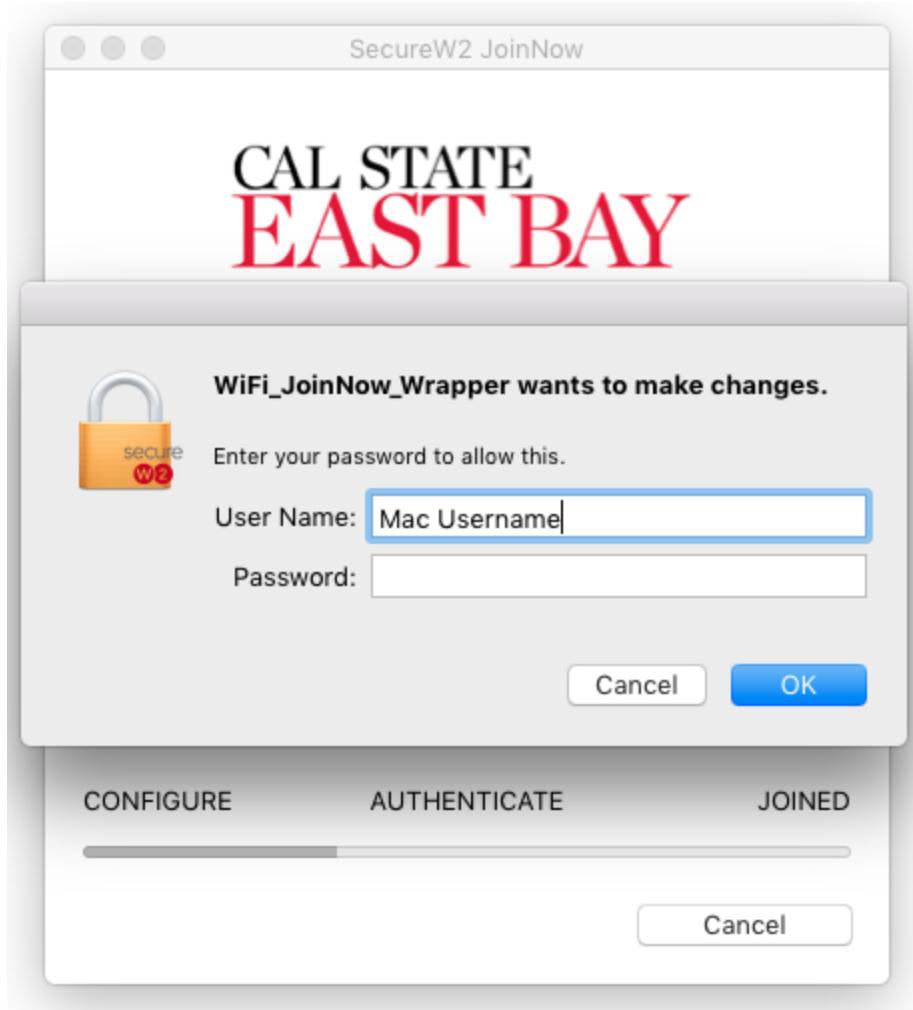 SecureW2 JoinNow
CAL STATE
EAST BAY
WiFi_JoinNow_Wrapper wants to make changes.
secure
W2
Enter your password to allow this.
User Name: Mac Username
Password:
Cancel OK
CONFIGURE AUTHENTICATE JOINED
Cancel